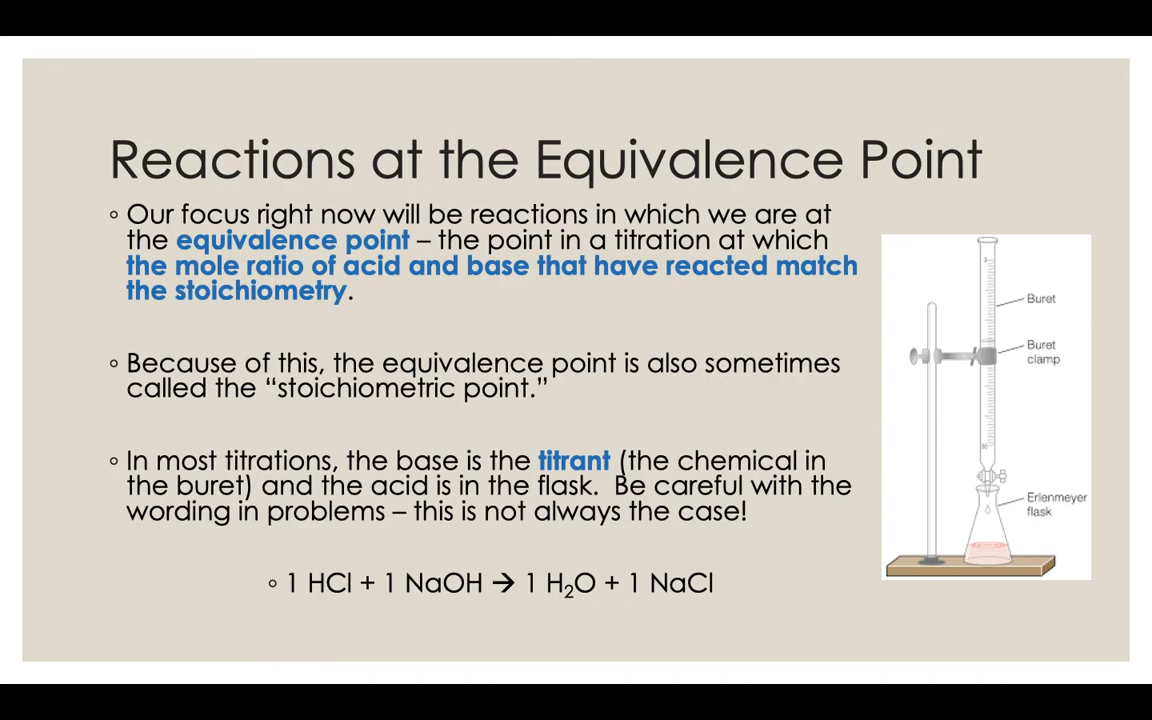 Reactions at the Equivalence Point
◦ Our focus right now will be reactions in which we are at
the equivalence point – the point in a titration at which
the mole ratio of acid and base that have reacted match
the stoichiometry.
◦ Because of this, the equivalence point is also sometimes
called the “stoichiometric point.”
◦ In most titrations, the base is the titrant (the chemical in
the buret) and the acid is in the flask.  Be careful with the
wording in problems – this is not always the case!
◦ 1 HCl + 1 NaOH → 1 H₂O + 1 NaCl
Buret
Buret
clamp
Erlenmeyer
flask